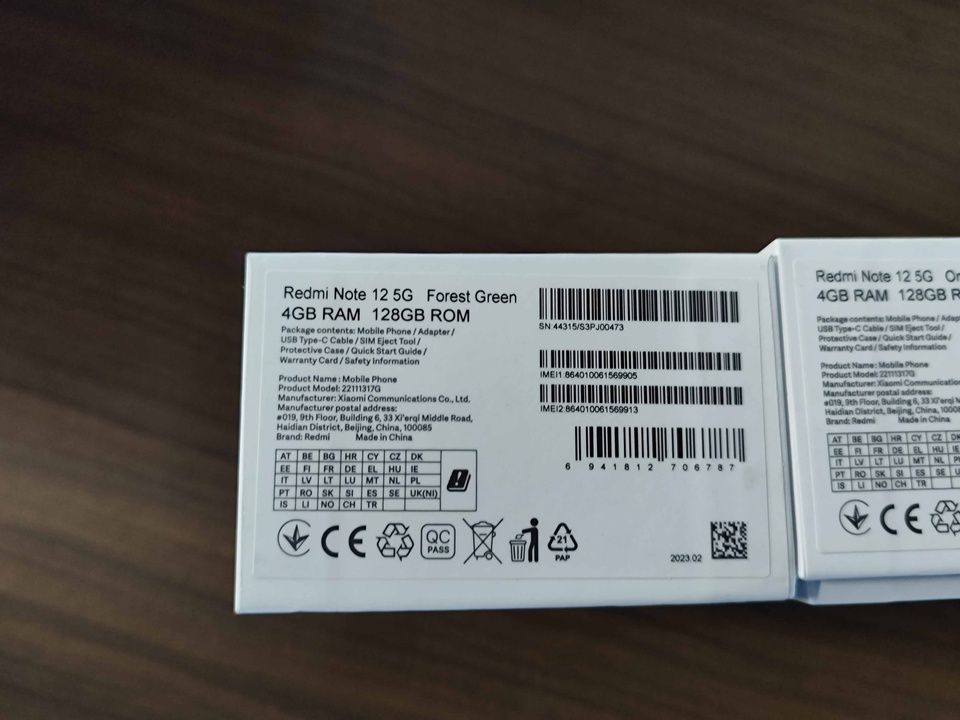 Redmi Note 12 5G Forest Green
4GB RAM 128GB ROM
Package contents: Mobile Phone / Adapter /
USB Type-C Cable / SIM Eject Tool /
Protective Case / Quick Start Guide /
Warranty Card / Safety Information
Product Name : Mobile Phone
Product Model: 22111317G
Manufacturer: Xiaomi Communications Co., Ltd.
Manufacturer postal address:
#019, 9th Floor, Building 6, 33 Xi'erqi Middle Road,
Haidian District, Beijing, China, 100085
Brand: Redmi Made in China
AT BE BG HR CY CZ DK
EE FI FR DE EL HU IE
IT LV LT LU MT NL PL
PT RO SK SI ES SE UK(NI)
IS LI NO CH TR
CE
QC
PASS
21
PAP
SN 44315/S3PJ00473
IMEI1:864010061569905
IMEI2:864010061569913
6 941812 706787
2023.02
Redmi Note 12 5G
4GB RAM 128GB
Package contents: Mobile Phone /
USB Type-C Cable / SIM Eject Tool /
Protective Case / Quick Start Guide /
Warranty Card / Safety Information
Product Name : Mobile Phone
Product Model: 22111317G
Manufacturer: Xiaomi
Manufacturer postal address:
#019, 9th Floor, Building 6, 33 Xi'erqi
Haidian District, Beijing, China,
Brand: Redmi Made in
AT BE BG HR CY CZ
EE FI FR DE EL HU
IT LV LT LU MT NL
PT RO SK SI ES SE
IS LI NO CH TR
CE